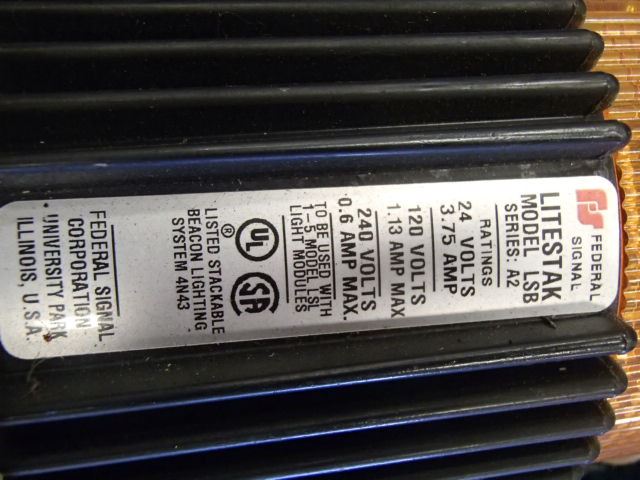 FEDERAL
SIGNAL
LITESTAK
MODEL LSB
SERIES: A2
RATINGS
24 VOLTS
3.75 AMP
120 VOLTS
1.13 AMP MAX
240 VOLTS
0.6 AMP MAX.
TO BE USED WITH
1-5 MODEL LSL
LIGHT MODULES
UL
®
SA
LISTED STACKABLE
BEACON LIGHTING
SYSTEM 4N43
FEDERAL SIGNAL
CORPORATION
UNIVERSITY PARK
ILLINOIS, U.S.A.